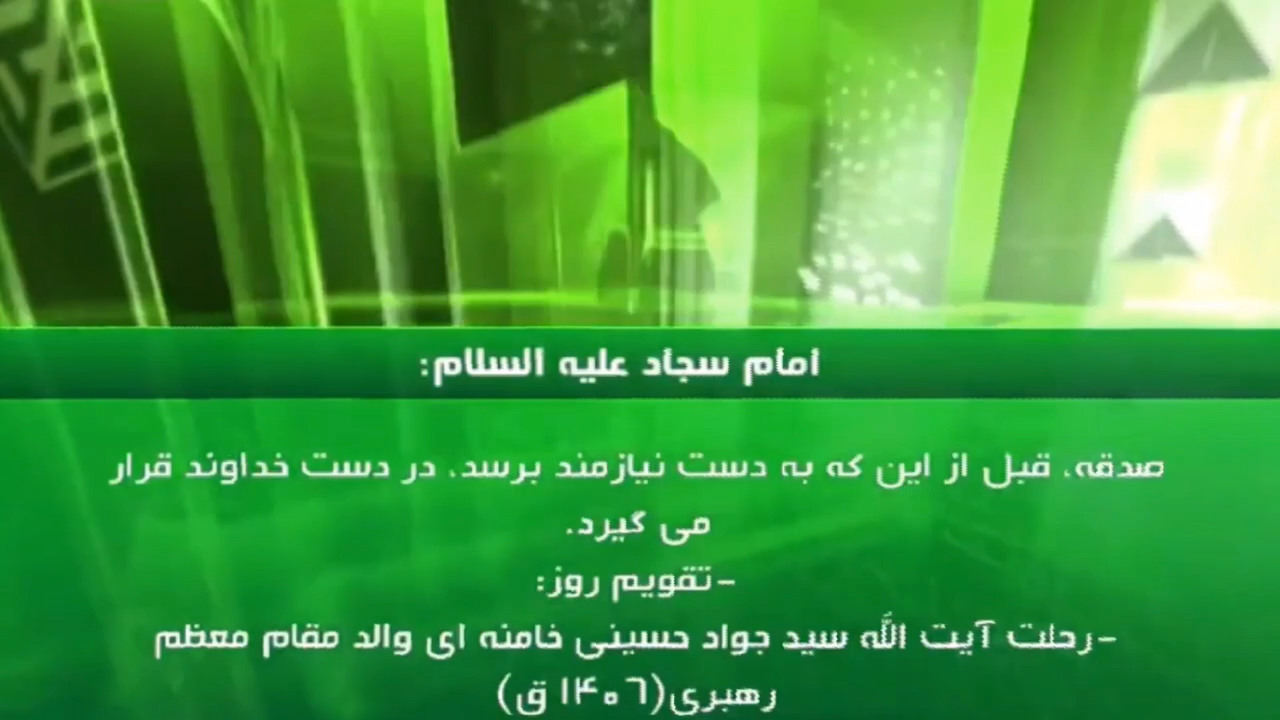 امام سجاد علیه السلام:
صدقه، قبل از این که به دست نیازمند برسد، در دست خداوند قرار
می گیرد.
-تقویم روز:
-رحلت آیت الله سید جواد حسینی خامنه ای والد مقام معظم
رهبری(۱۴۰۶ ق)